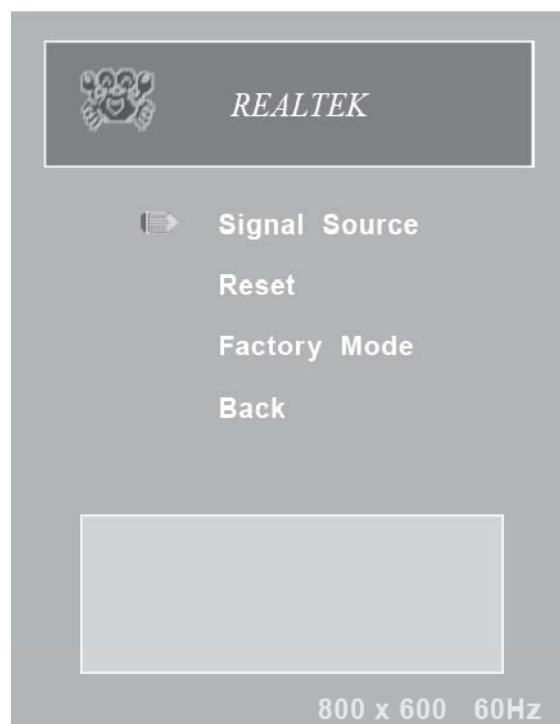 REALTEK
Signal Source
Reset
Factory Mode
Back
800 x 600 60Hz